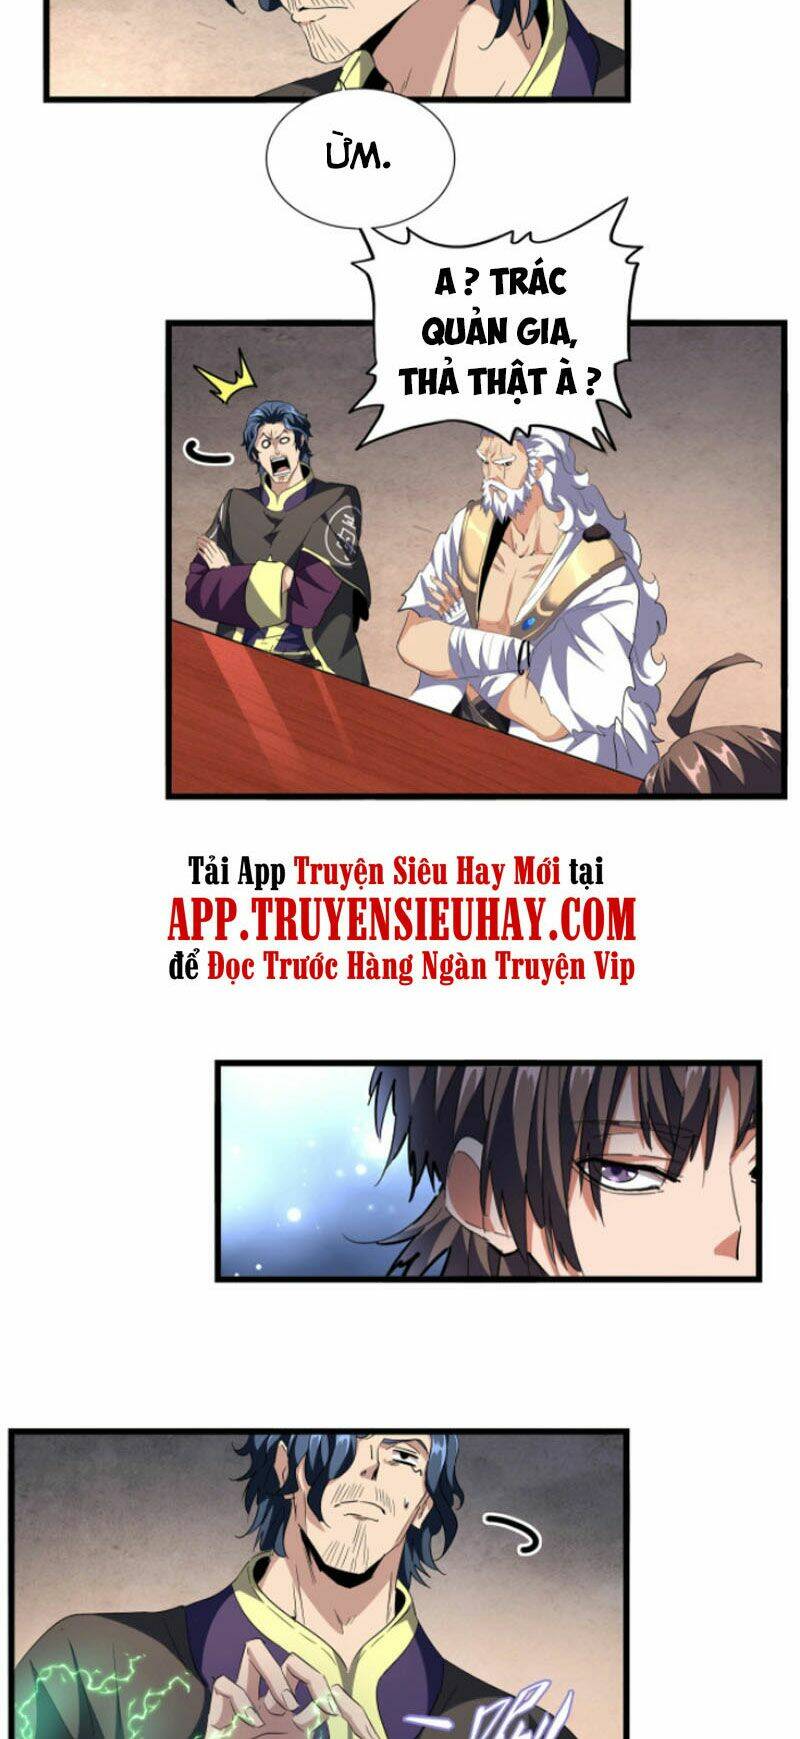 ỪM.
A ? TRÁC
QUẢN GIA,
THẢ THẬT À ?
Tải App Truyện Siêu Hay Mới tại
APP.TRUYENSIEUHAY.COM
để Đọc Trước Hàng Ngàn Truyện Vip